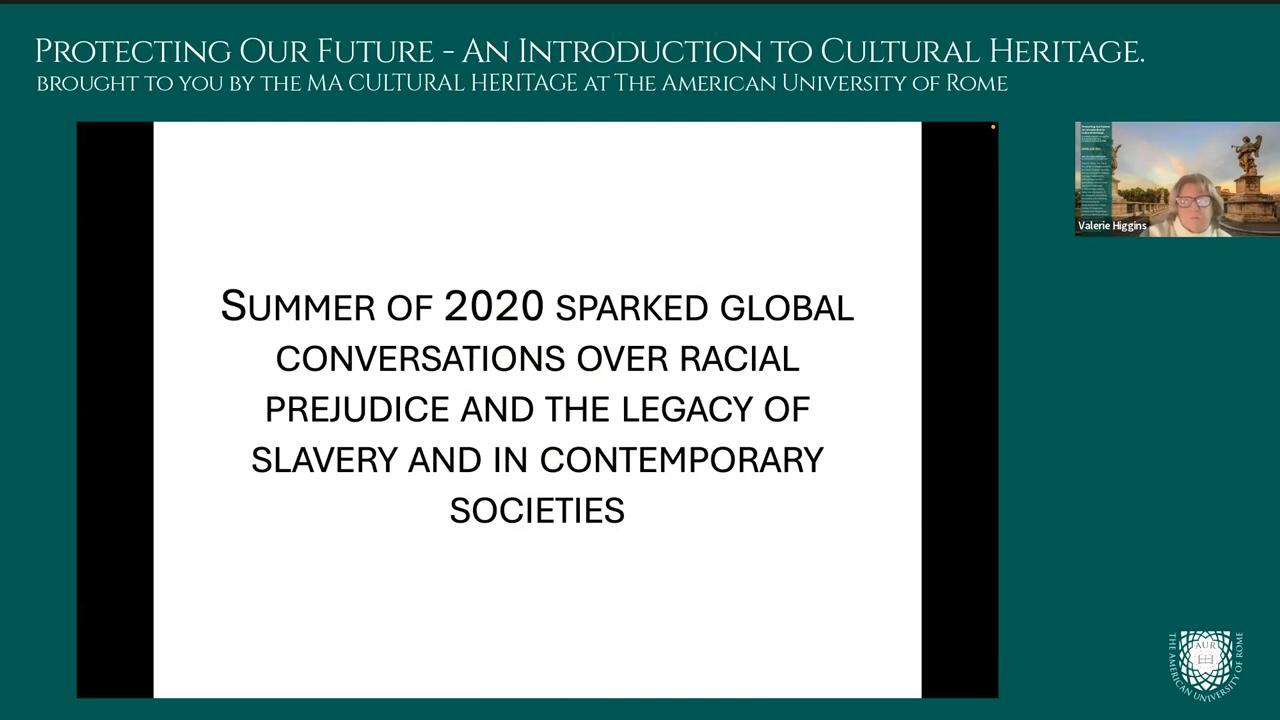 PROTECTING OUR FUTURE - AN INTRODUCTION TO CULTURAL HERITAGE.
BROUGHT TO YOU BY THE MA CULTURAL HERITAGE AT THE AMERICAN UNIVERSITY OF ROME
SUMMER OF 2020 SPARKED GLOBAL
CONVERSATIONS OVER RACIAL
PREJUDICE AND THE LEGACY OF
SLAVERY AND IN CONTEMPORARY
SOCIETIES
Valerie Higgins
AUR
THE AMERICAN UNIVERSITY OF ROME